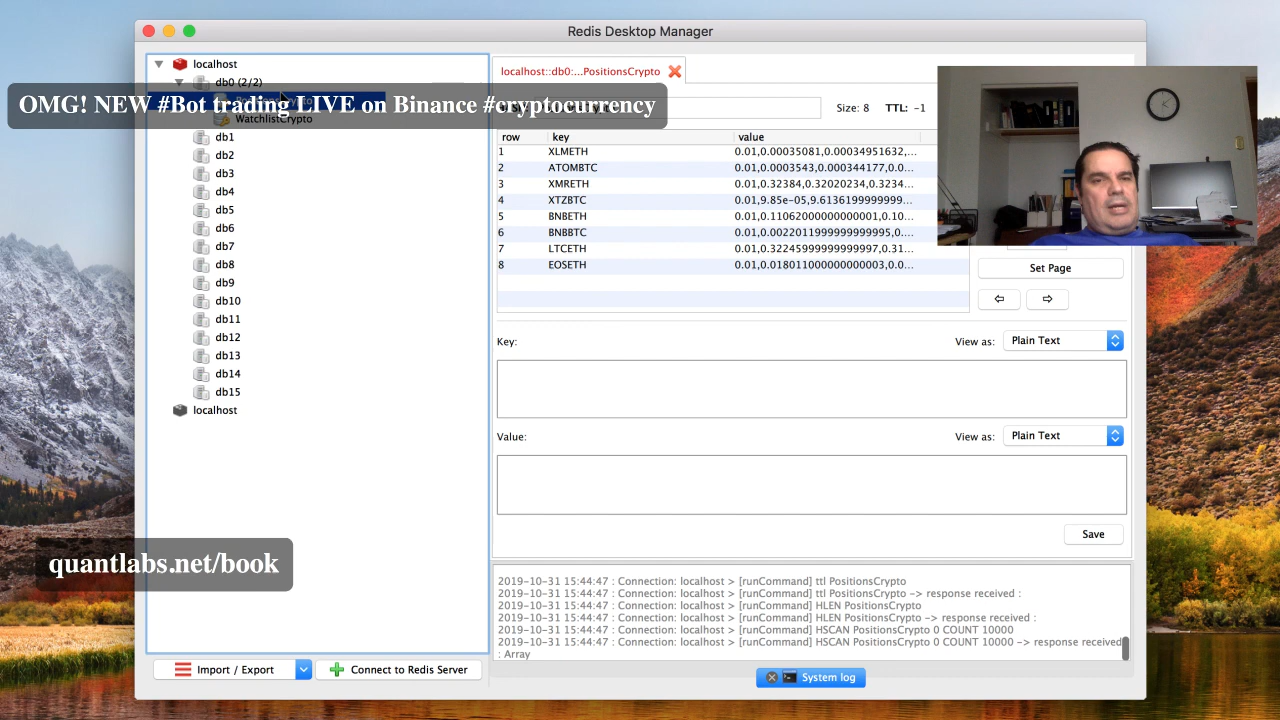 Redis Desktop Manager
localhost
db0 (2/2)
WatchlistCrypto
db1
db2
db3
db4
db5
db6
db7
db8
db9
db10
db11
db12
db13
db14
db15
localhost
Import / Export
Connect to Redis Server
OMG! NEW #Bot trading LIVE on Binance #cryptocurrency
quantlabs.net/book
localhost::db0:...PositionsCrypto
Size: 8 TTL: -1
row key value
1 XLMETH 0.01,0.00035081,0.00034951632,...
2 ATOMBTC 0.01,0.0003543,0.000344177,0.0...
3 XMRETH 0.01,0.32384,0.32020234,0.3234...
4 XTZBTC 0.01,9.85e-05,9.6136199999999...
5 BNBETH 0.01,0.11062000000000001,0.10...
6 BNBBTC 0.01,0.0022011999999999995,0....
7 LTCETH 0.01,0.32245999999999997,0.31...
8 EOSETH 0.01,0.018011000000000003,0.0...
Set Page
Key:
View as: Plain Text
Value:
View as: Plain Text
Save
2019-10-31 15:44:47 : Connection: localhost > [runCommand] ttl PositionsCrypto
2019-10-31 15:44:47 : Connection: localhost > [runCommand] ttl PositionsCrypto -> response received :
2019-10-31 15:44:47 : Connection: localhost > [runCommand] HLEN PositionsCrypto
2019-10-31 15:44:47 : Connection: localhost > [runCommand] HLEN PositionsCrypto -> response received :
2019-10-31 15:44:47 : Connection: localhost > [runCommand] HSCAN PositionsCrypto 0 COUNT 10000
2019-10-31 15:44:47 : Connection: localhost > [runCommand] HSCAN PositionsCrypto 0 COUNT 10000 -> response received
: Array
System log